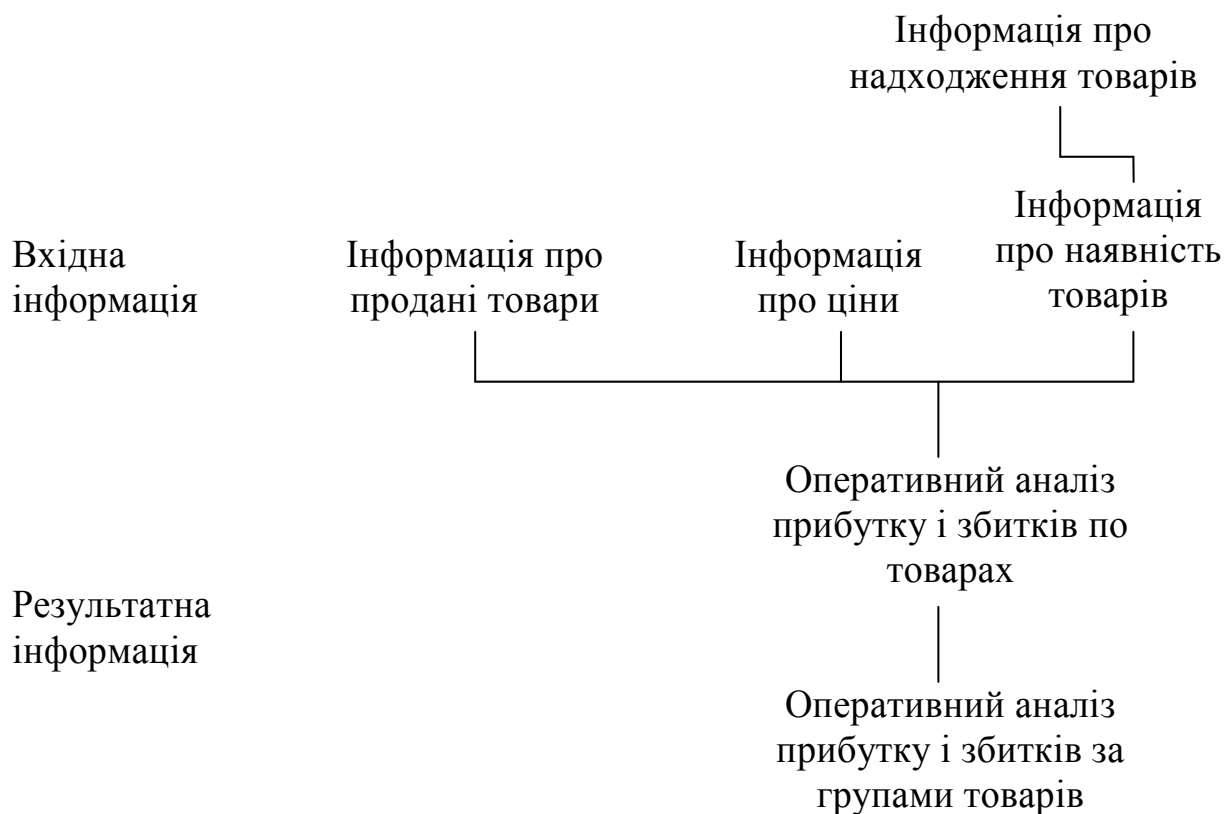 Інформація про
надходження товарів
Вхідна
інформація
Інформація про
продані товари
Інформація
про ціни
Інформація
про наявність
товарів
Оперативний аналіз
прибутку і збитків по
товарах
Результатна
інформація
Оперативний аналіз
прибутку і збитків за
групами товарів